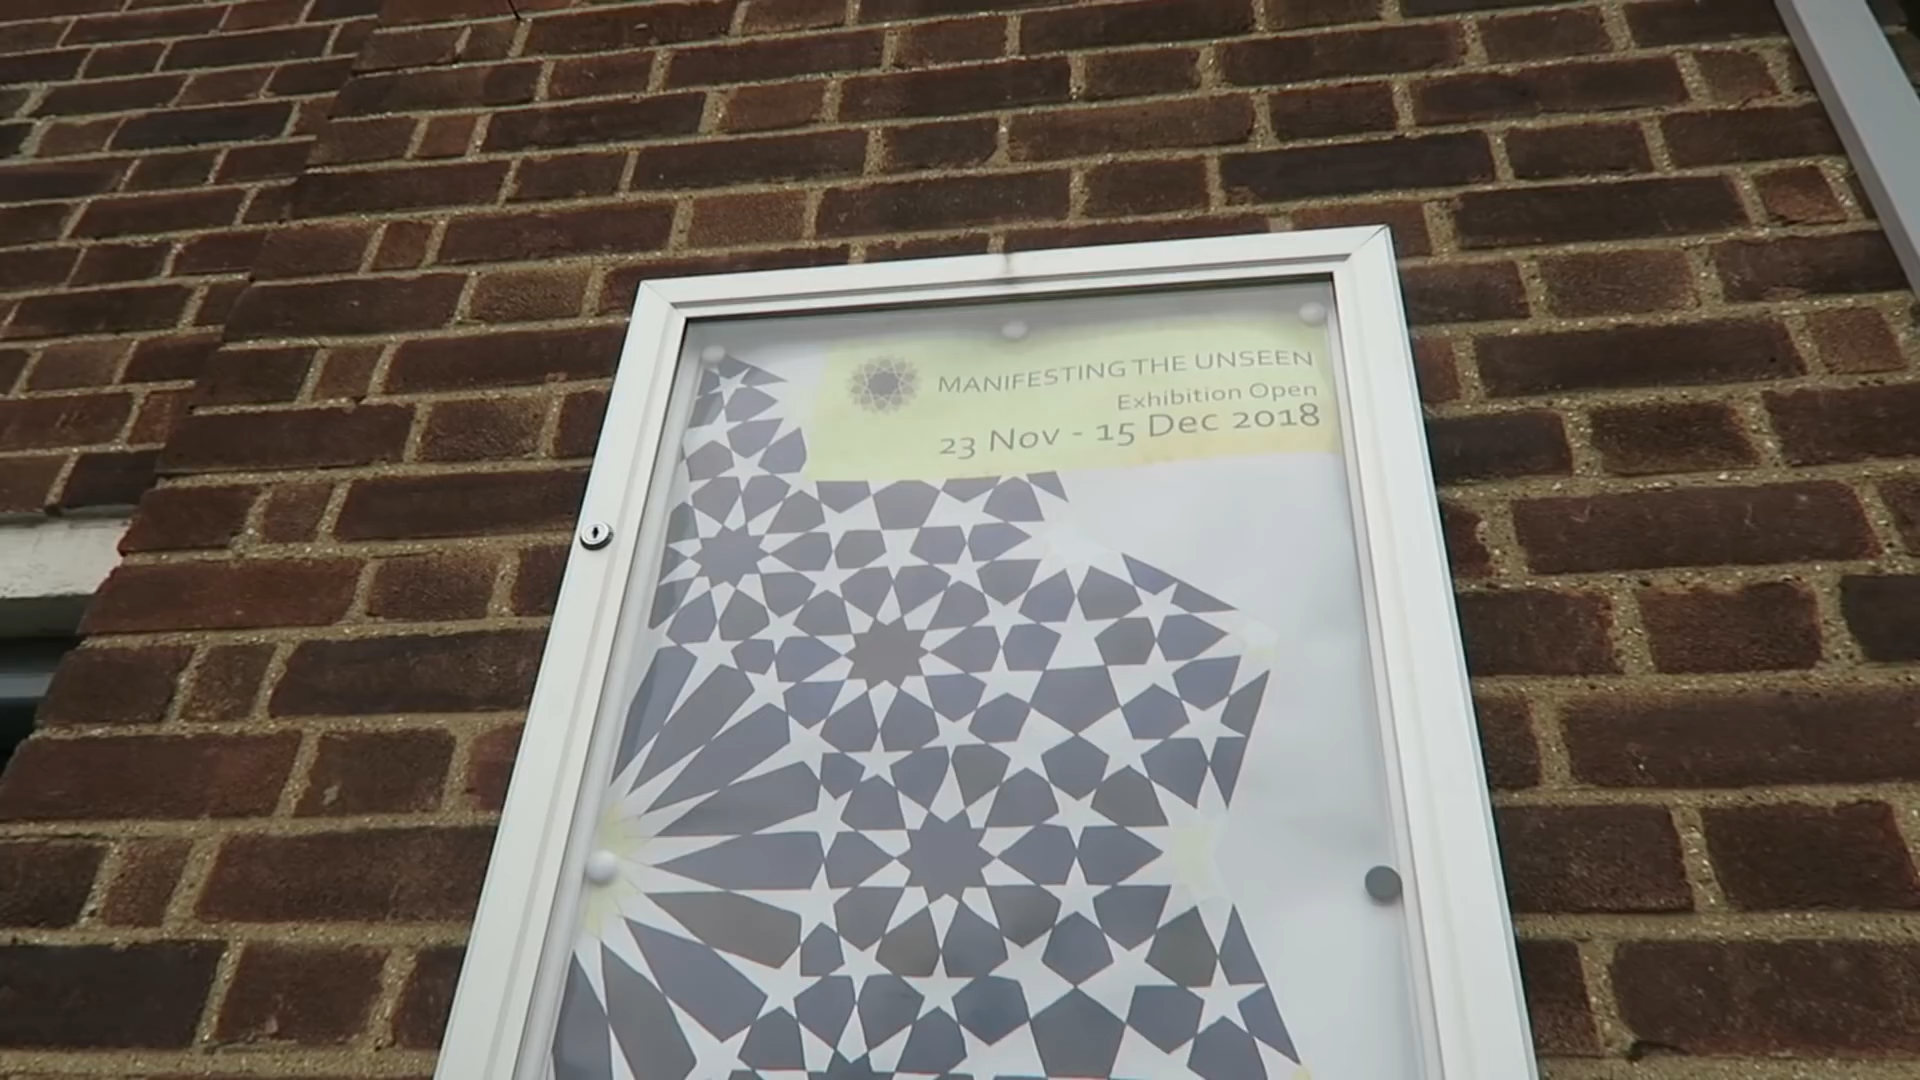 MANIFESTING THE UNSEEN
Exhibition Open
23 Nov - 15 Dec 2018